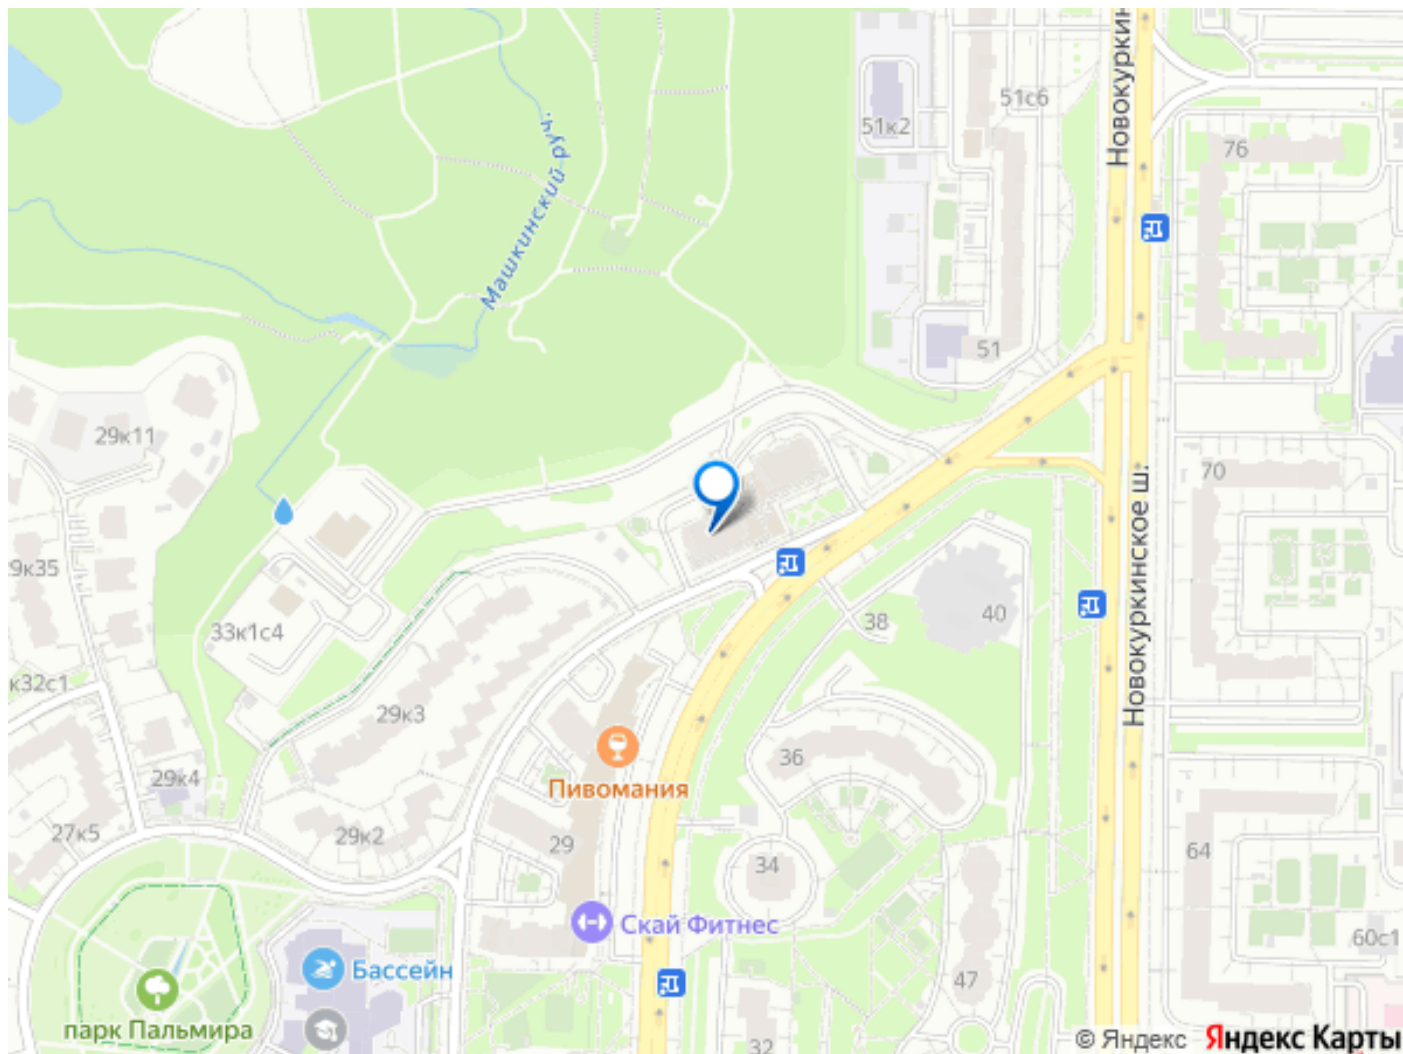 Новокуркин
51с6
51к2
76
Машкинский руч.
51
29к11
70
Новокуркинское ш.
9к35
33к1с4
38
40
к32с1
29к3
36
29к4
Пивомания
27к5
29к2
29
34
64
Скай Фитнес
60с1
Бассейн
47
парк Пальмира
32
© Яндекс Яндекс Карты